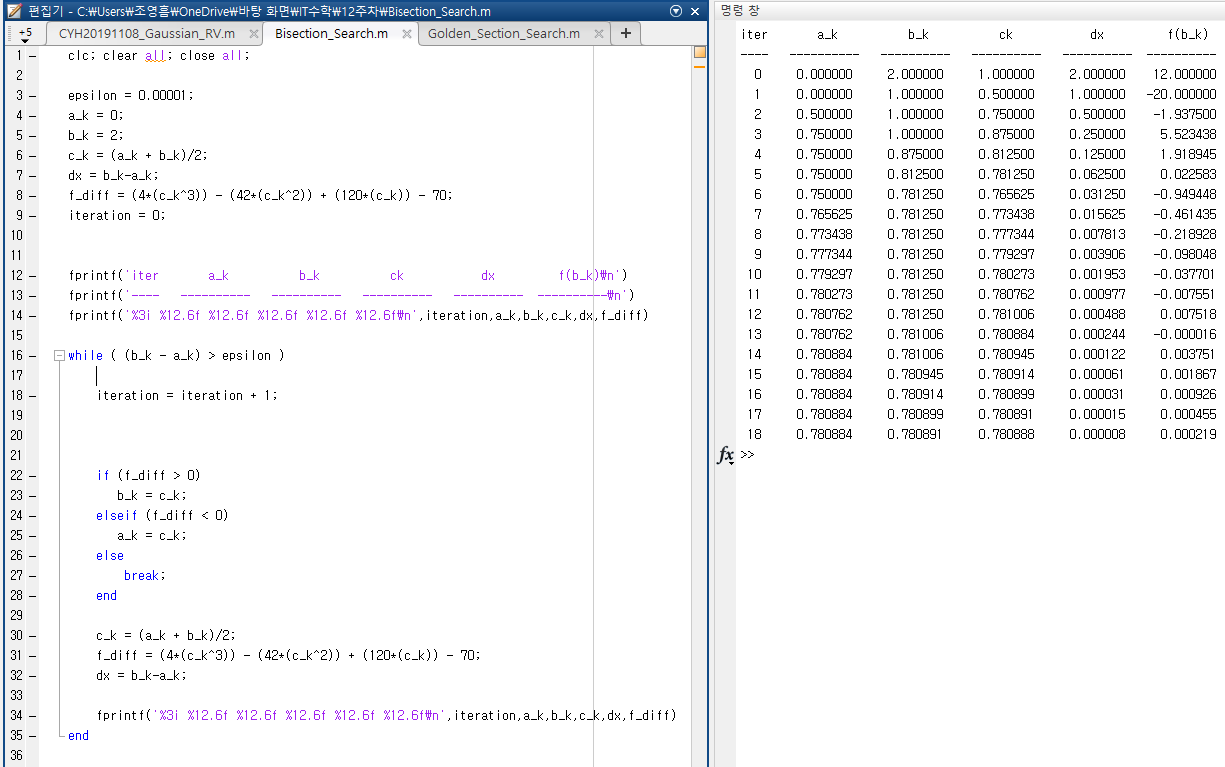 편집기 - C:₩Users₩조영흠₩OneDrive₩바탕 화면₩IT수학₩12주차₩Bisection_Search.m
+5 CYH20191108_Gaussian_RV.m Bisection_Search.m Golden_Section_Search.m +
1 – clc; clear all; close all;
2
3 – epsilon = 0.00001;
4 – a_k = 0;
5 – b_k = 2;
6 – c_k = (a_k + b_k)/2;
7 – dx = b_k-a_k;
8 – f_diff = (4*(c_k^3)) - (42*(c_k^2)) + (120*(c_k)) - 70;
9 – iteration = 0;
10
11
12 – fprintf('iter       a_k          b_k          ck           dx         f(b_k)₩n')
13 – fprintf('----   ----------   ----------   ----------   ----------  ----------₩n')
14 – fprintf('%3i %12.6f %12.6f %12.6f %12.6f %12.6f₩n',iteration,a_k,b_k,c_k,dx,f_diff)
15
16 – while ( (b_k - a_k) > epsilon )
17
18 – iteration = iteration + 1;
19
20
21
22 – if (f_diff > 0)
23 – b_k = c_k;
24 – elseif (f_diff < 0)
25 – a_k = c_k;
26 – else
27 – break;
28 – end
29
30 – c_k = (a_k + b_k)/2;
31 – f_diff = (4*(c_k^3)) - (42*(c_k^2)) + (120*(c_k)) - 70;
32 – dx = b_k-a_k;
33
34 – fprintf('%3i %12.6f %12.6f %12.6f %12.6f %12.6f₩n',iteration,a_k,b_k,c_k,dx,f_diff)
35 – end
36
명령 창
iter a_k b_k ck dx f(b_k)
---- ---------- ---------- ---------- ---------- ----------
0 0.000000 2.000000 1.000000 2.000000 12.000000
1 0.000000 1.000000 0.500000 1.000000 -20.000000
2 0.500000 1.000000 0.750000 0.500000 -1.937500
3 0.750000 1.000000 0.875000 0.250000 5.523438
4 0.750000 0.875000 0.812500 0.125000 1.918945
5 0.750000 0.812500 0.781250 0.062500 0.022583
6 0.750000 0.781250 0.765625 0.031250 -0.949448
7 0.765625 0.781250 0.773438 0.015625 -0.461435
8 0.773438 0.781250 0.777344 0.007813 -0.218928
9 0.777344 0.781250 0.779297 0.003906 -0.098048
10 0.779297 0.781250 0.780273 0.001953 -0.037701
11 0.780273 0.781250 0.780762 0.000977 -0.007551
12 0.780762 0.781250 0.781006 0.000488 0.007518
13 0.780762 0.781006 0.780884 0.000244 -0.000016
14 0.780884 0.781006 0.780945 0.000122 0.003751
15 0.780884 0.780945 0.780914 0.000061 0.001867
16 0.780884 0.780914 0.780899 0.000031 0.000926
17 0.780884 0.780899 0.780891 0.000015 0.000455
18 0.780884 0.780891 0.780888 0.000008 0.000219
fx >>